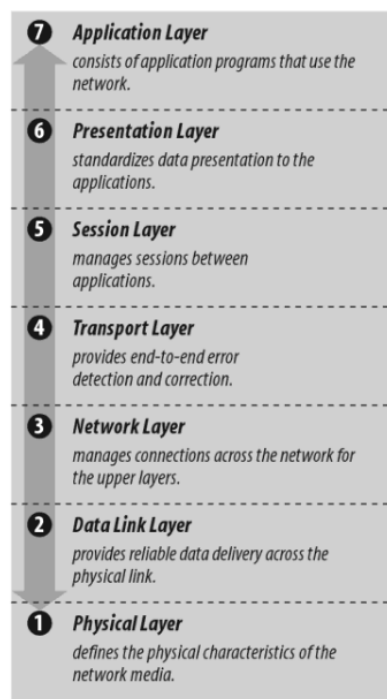 7 Application Layer
consists of application programs that use the
network.
6 Presentation Layer
standardizes data presentation to the
applications.
5 Session Layer
manages sessions between
applications.
4 Transport Layer
provides end-to-end error
detection and correction.
3 Network Layer
manages connections across the network for
the upper layers.
2 Data Link Layer
provides reliable data delivery across the
physical link.
1 Physical Layer
defines the physical characteristics of the
network media.